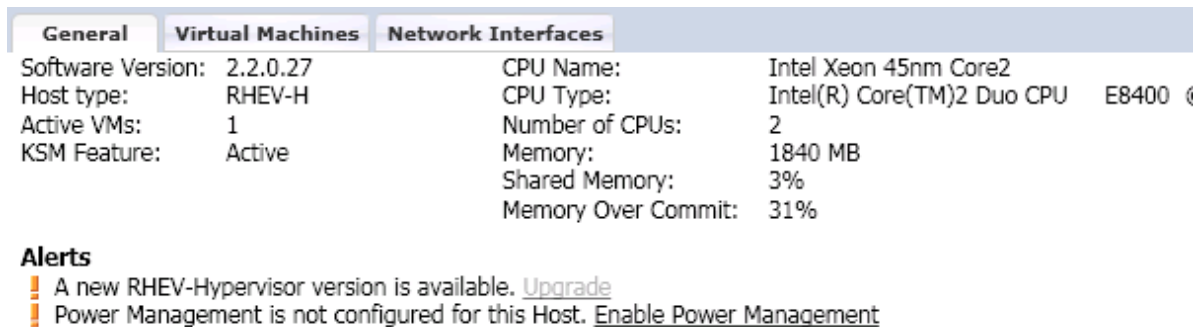 General Virtual Machines Network Interfaces
Software Version: 2.2.0.27 CPU Name: Intel Xeon 45nm Core2
Host type: RHEV-H CPU Type: Intel(R) Core(TM)2 Duo CPU E8400 @
Active VMs: 1 Number of CPUs: 2
KSM Feature: Active Memory: 1840 MB
Shared Memory: 3%
Memory Over Commit: 31%
Alerts
A new RHEV-Hypervisor version is available. Upgrade
Power Management is not configured for this Host. Enable Power Management